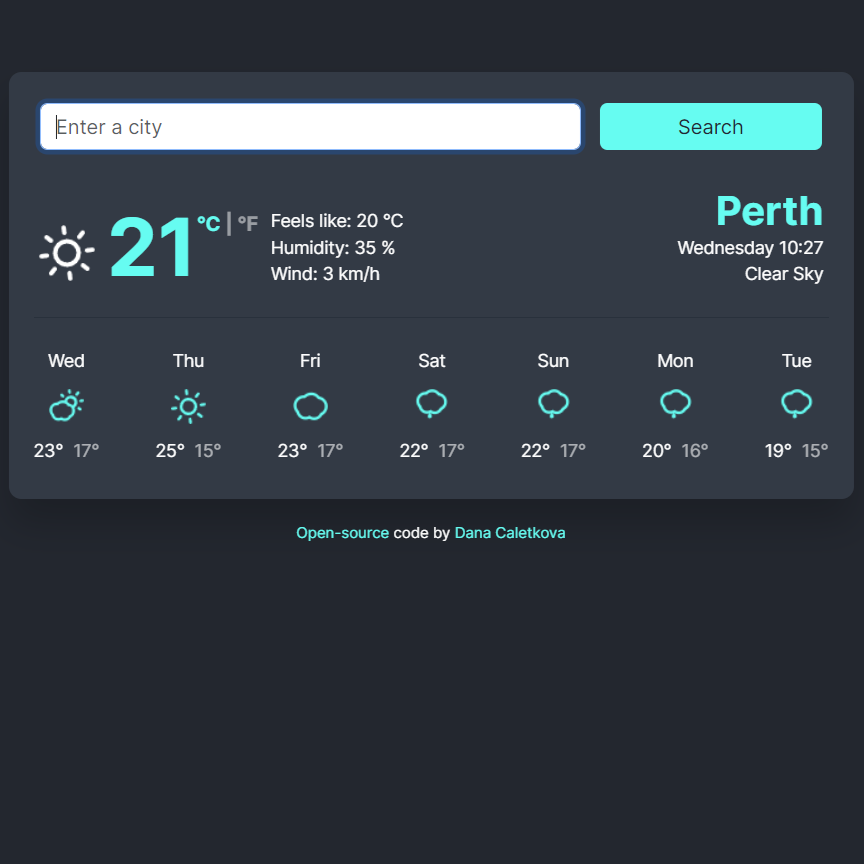 Enter a city
Search
21 °C | °F
Feels like: 20 °C
Humidity: 35 %
Wind: 3 km/h
Perth
Wednesday 10:27
Clear Sky
Wed Thu Fri Sat Sun Mon Tue
23° 17° 25° 15° 23° 17° 22° 17° 22° 17° 20° 16° 19° 15°
Open-source code by Dana Caletkova